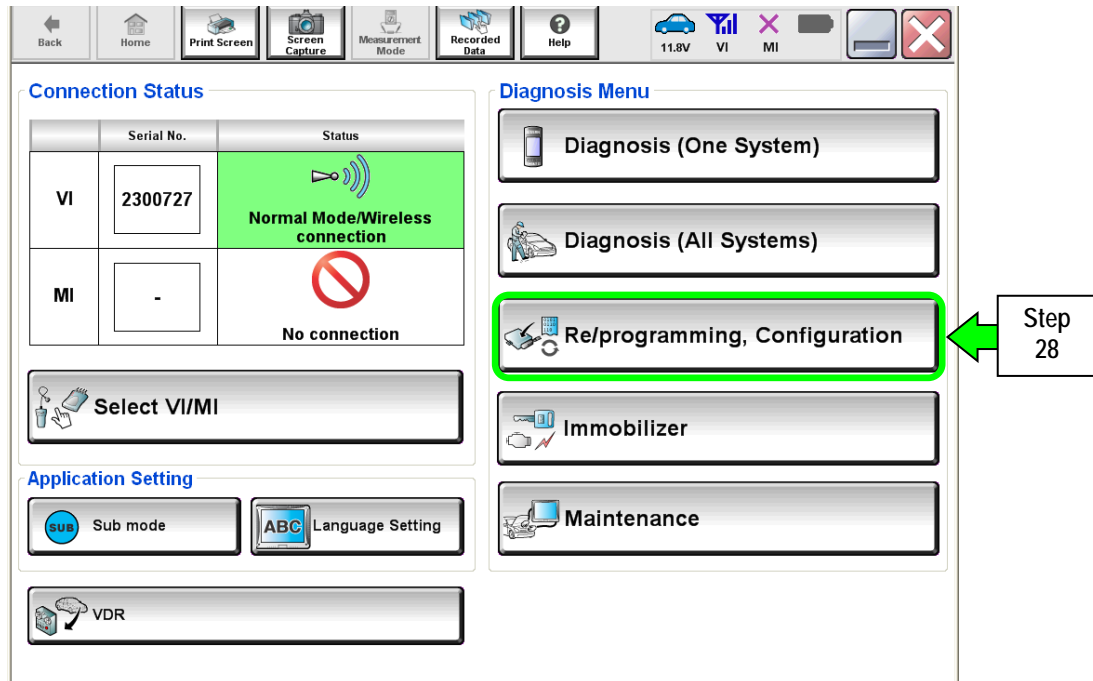 Back
Home
Print Screen
Screen
Capture
Measurement
Mode
Recorded
Data
Help
11.8V
VI
MI
Connection Status
Serial No.
Status
VI
2300727
Normal Mode/Wireless
connection
MI
-
No connection
Select VI/MI
Application Setting
SUB
Sub mode
ABC
Language Setting
VDR
Diagnosis Menu
Diagnosis (One System)
Diagnosis (All Systems)
Re/programming, Configuration
Immobilizer
Maintenance
Step
28